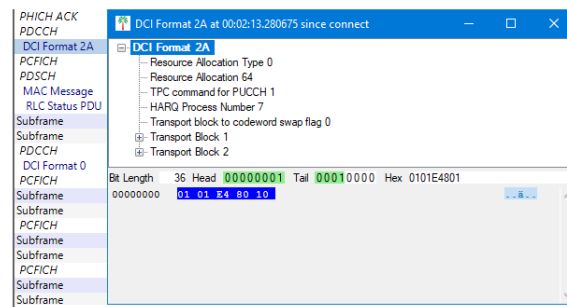 PHICH ACK
PDCCH
DCI Format 2A
PCFICH
PDSCH
MAC Message
RLC Status PDU
Subframe
Subframe
PDCCH
DCI Format 0
PCFICH
Subframe
Subframe
PCFICH
Subframe
Subframe
PCFICH
Subframe
Subframe
DCI Format 2A at 00:02:13.280675 since connect
DCI Format 2A
Resource Allocation Type 0
Resource Allocation 64
TPC command for PUCCH 1
HARQ Process Number 7
Transport block to codeword swap flag 0
Transport Block 1
Transport Block 2
Bit Length 36 Head 00000001 Tail 00010000 Hex 0101E4801
00000000 01 01 E4 80 10 ..ä..